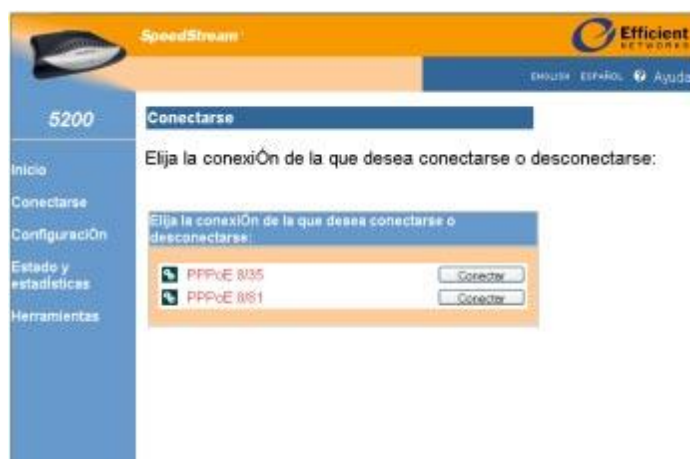 SpeedStream
Efficient
NETWORKS
ENGLISH ESPAÑOL ? Ayuda
5200
Conectarse
Elija la conexiÓn de la que desea conectarse o desconectarse:
Inicio
Conectarse
ConfiguraciÓn
Estado y
estadísticas
Herramientas
Elija la conexiÓn de la que desea conectarse o
desconectarse:
PPPoE 8/35 Conectar
PPPoE 8/81 Conectar